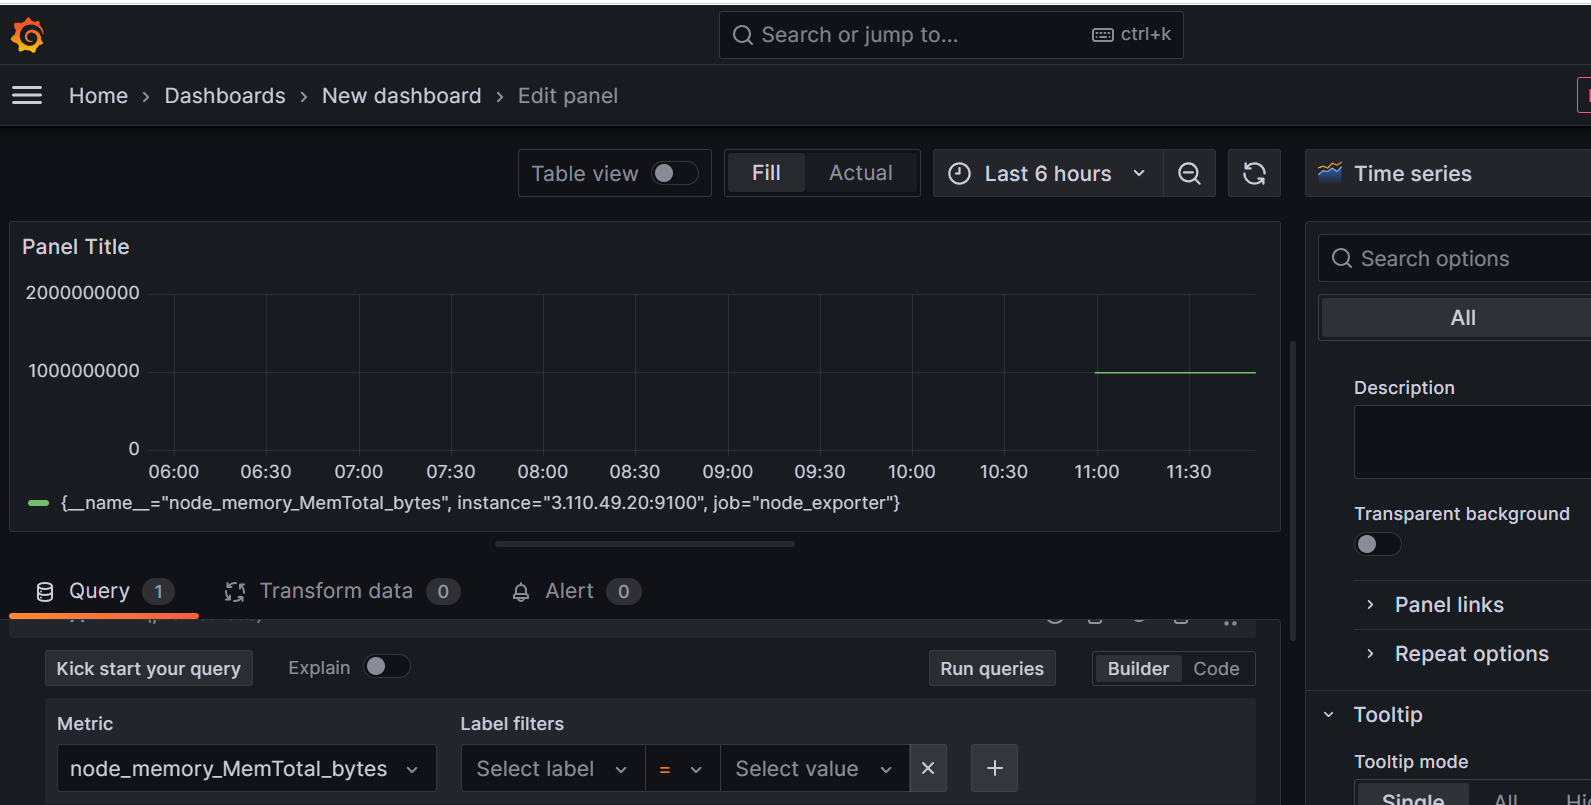 Search or jump to...
ctrl+k
Home › Dashboards › New dashboard › Edit panel
Table view
Fill
Actual
Last 6 hours
Time series
Panel Title
Search options
2000000000
1000000000
0
06:00 06:30 07:00 07:30 08:00 08:30 09:00 09:30 10:00 10:30 11:00 11:30
{__name__="node_memory_MemTotal_bytes", instance="3.110.49.20:9100", job="node_exporter"}
All
Description
Transparent background
Panel links
Repeat options
Tooltip
Tooltip mode
Single All
Query 1
Transform data 0
Alert 0
Kick start your query
Explain
Run queries
Builder
Code
Metric
Label filters
node_memory_MemTotal_bytes
Select label
=
Select value